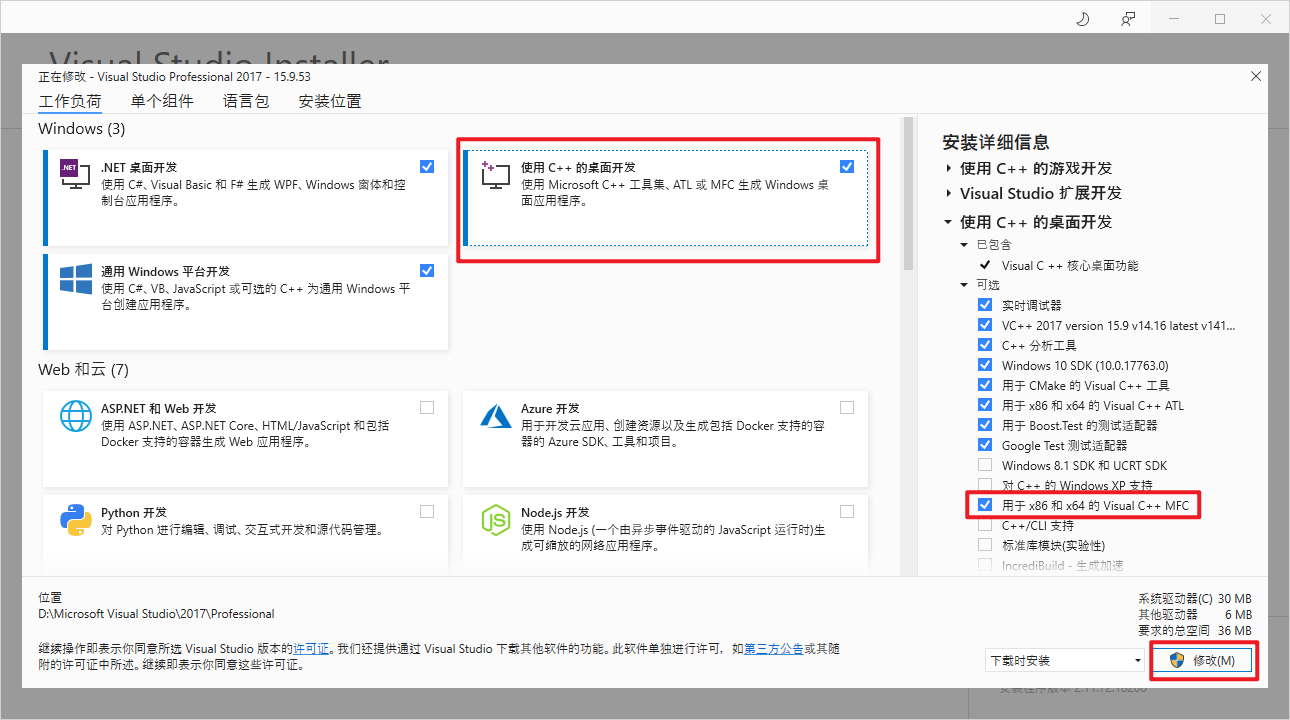 Visual Studio Installer
正在修改 - Visual Studio Professional 2017 - 15.9.53
工作负荷 单个组件 语言包 安装位置
Windows (3)
.NET
.NET 桌面开发
使用 C#、Visual Basic 和 F# 生成 WPF、Windows 窗体和控
制台应用程序。
使用 C++ 的桌面开发
使用 Microsoft C++ 工具集、ATL 或 MFC 生成 Windows 桌
面应用程序。
通用 Windows 平台开发
使用 C#、VB、JavaScript 或可选的 C++ 为通用 Windows 平
台创建应用程序。
Web 和云 (7)
ASP.NET 和 Web 开发
使用 ASP.NET、ASP.NET Core、HTML/JavaScript 和包括
Docker 支持的容器生成 Web 应用程序。
Azure 开发
用于开发云应用、创建资源以及生成包括 Docker 支持的容
器的 Azure SDK、工具和项目。
Python 开发
对 Python 进行编辑、调试、交互式开发和源代码管理。
Node.js 开发
使用 Node.js (一个由异步事件驱动的 JavaScript 运行时)生
成可缩放的网络应用程序。
安装详细信息
使用 C++ 的游戏开发
Visual Studio 扩展开发
使用 C++ 的桌面开发
已包含
Visual C ++ 核心桌面功能
可选
实时调试器
VC++ 2017 version 15.9 v14.16 latest v141...
C++ 分析工具
Windows 10 SDK (10.0.17763.0)
用于 CMake 的 Visual C++ 工具
用于 x86 和 x64 的 Visual C++ ATL
用于 Boost.Test 的测试适配器
Google Test 测试适配器
Windows 8.1 SDK 和 UCRT SDK
对 C++ 的 Windows XP 支持
用于 x86 和 x64 的 Visual C++ MFC
C++/CLI 支持
标准库模块(实验性)
IncrediBuild - 生成加速
位置
D:\Microsoft Visual Studio\2017\Professional
继续操作即表示你同意所选 Visual Studio 版本的许可证。我们还提供通过 Visual Studio 下载其他软件的功能。此软件单独进行许可，如第三方公告或其随
附的许可证中所述。继续即表示你同意这些许可证。
系统驱动器(C) 30 MB
其他驱动器 6 MB
要求的总空间 36 MB
下载时安装
修改(M)